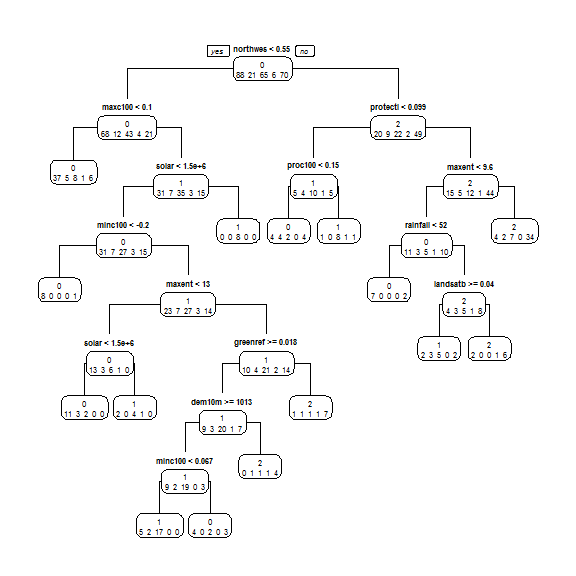 yes northwes < 0.55 no
0
88 21 65 6 70
maxc100 < 0.1
protecti < 0.099
0
68 12 43 4 21
2
20 9 22 2 49
0
37 5 8 1 6
solar < 1.5e+6
1
31 7 35 3 15
proc100 < 0.15
1
5 4 10 1 5
maxent < 9.6
2
15 5 12 1 44
minc100 < -0.2
0
31 7 27 3 15
1
0 0 8 0 0
0
4 4 2 0 4
1
1 0 8 1 1
rainfall < 52
0
11 3 5 1 10
2
4 2 7 0 34
0
8 0 0 0 1
maxent < 13
1
23 7 27 3 14
0
7 0 0 0 2
landsatb >= 0.04
2
4 3 5 1 8
solar < 1.5e+6
0
13 3 6 1 0
greenref >= 0.018
1
10 4 21 2 14
1
2 3 5 0 2
2
2 0 0 1 6
0
11 3 2 0 0
1
2 0 4 1 0
dem10m >= 1013
1
9 3 20 1 7
2
1 1 1 1 7
minc100 < 0.067
1
9 2 19 0 3
2
0 1 1 1 4
1
5 2 17 0 0
0
4 0 2 0 3